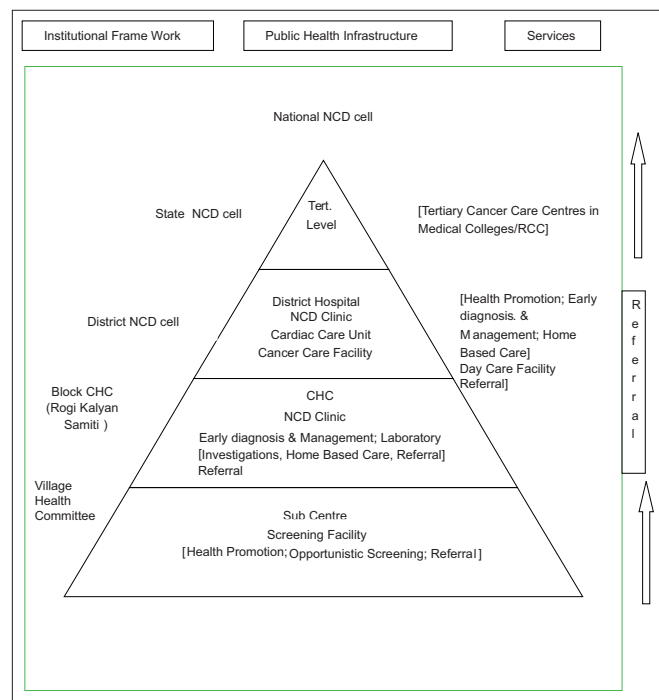 Institutional Frame Work
Public Health Infrastructure
Services
National NCD cell
State NCD cell
Tert.
Level
[Tertiary Cancer Care Centres in
Medical Colleges/RCC]
District NCD cell
District Hospital
NCD Clinic
Cardiac Care Unit
Cancer Care Facility
[Health Promotion; Early
diagnosis. &
Management; Home
Based Care]
Day Care Facility
Referral]
Referral
Block CHC
(Rogi Kalyan
Samiti )
CHC
NCD Clinic
Early diagnosis & Management; Laboratory
[Investigations, Home Based Care, Referral]
Referral
Village
Health
Committee
Sub Centre
Screening Facility
[Health Promotion; Opportunistic Screening; Referral]